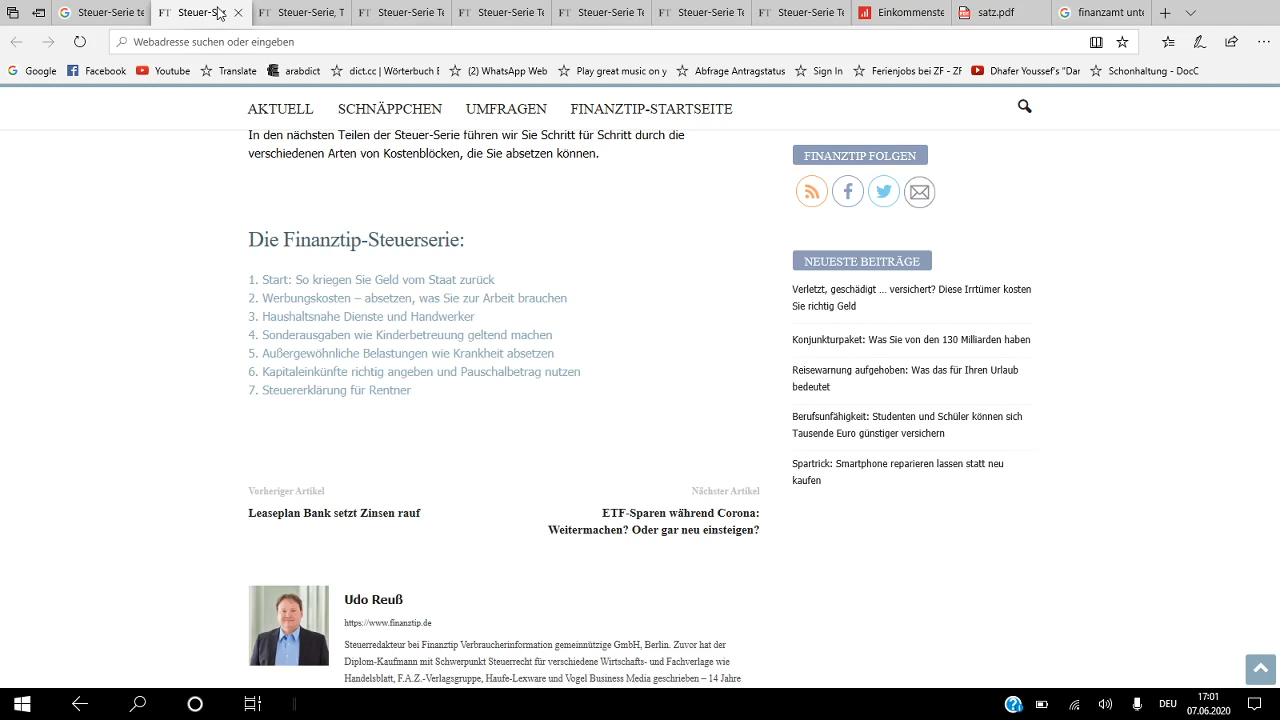 Steuer-Serie te
FT Steuer-S
FT Steuer-Serie, T
FT Steuer-Serie Te
FT Steuer-Serie Te
FT Steuer-Serie Te
FT Steuer-Serie Te
FT Steuer-Serie Te
Einkommenste
satz.pdf
finanzamt unte
Webadresse suchen oder eingeben
Google
Facebook
Youtube
Translate
arabdict
dict.cc | Wörterbuch E
(2) WhatsApp Web
Play great music on y
Abfrage Antragstatus
Sign In
Ferienjobs bei ZF - ZF
Dhafer Youssef's "Dar
Schonhaltung - DocC
AKTUELL
SCHNÄPPCHEN
UMFRAGEN
FINANZTIP-STARTSEITE
In den nächsten Teilen der Steuer-Serie führen wir Sie Schritt für Schritt durch die
verschiedenen Arten von Kostenblöcken, die Sie absetzen können.
Die Finanztip-Steuerserie:
1. Start: So kriegen Sie Geld vom Staat zurück
2. Werbungskosten – absetzen, was Sie zur Arbeit brauchen
3. Haushaltsnahe Dienste und Handwerker
4. Sonderausgaben wie Kinderbetreuung geltend machen
5. Außergewöhnliche Belastungen wie Krankheit absetzen
6. Kapitaleinkünfte richtig angeben und Pauschalbetrag nutzen
7. Steuererklärung für Rentner
Vorheriger Artikel
Leaseplan Bank setzt Zinsen rauf
Nächster Artikel
ETF-Sparen während Corona:
Weitermachen? Oder gar neu einsteigen?
Udo Reuß
https://www.finanztip.de
Steuerredakteur bei Finanztip Verbraucherinformation gemeinnützige GmbH, Berlin. Zuvor hat der
Diplom-Kaufmann mit Schwerpunkt Steuerrecht für verschiedene Wirtschafts- und Fachverlage wie
Handelsblatt, F.A.Z.-Verlagsgruppe, Haufe-Lexware und Vogel Business Media geschrieben – 14 Jahre
FINANZTIP FOLGEN
NEUESTE BEITRÄGE
Verletzt, geschädigt … versichert? Diese Irrtümer kosten
Sie richtig Geld
Konjunkturpaket: Was Sie von den 130 Milliarden haben
Reisewarnung aufgehoben: Was das für Ihren Urlaub
bedeutet
Berufsunfähigkeit: Studenten und Schüler können sich
Tausende Euro günstiger versichern
Spartrick: Smartphone reparieren lassen statt neu
kaufen
DEU
17:01
07.06.2020